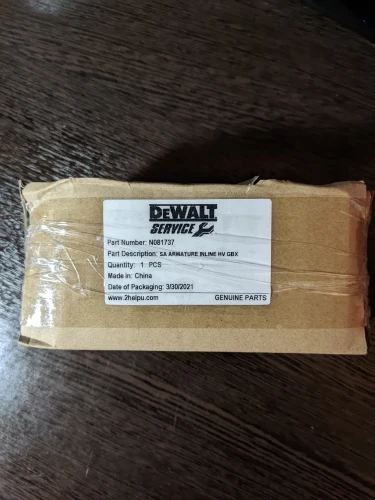 DEWALT
SERVICE
Part Number: N081737
Part Description: SA ARMATURE INLINE HV GBX
Quantity: 1 PCS
Made in: China
Date of Packaging: 3/30/2021
www.2helpu.com GENUINE PARTS